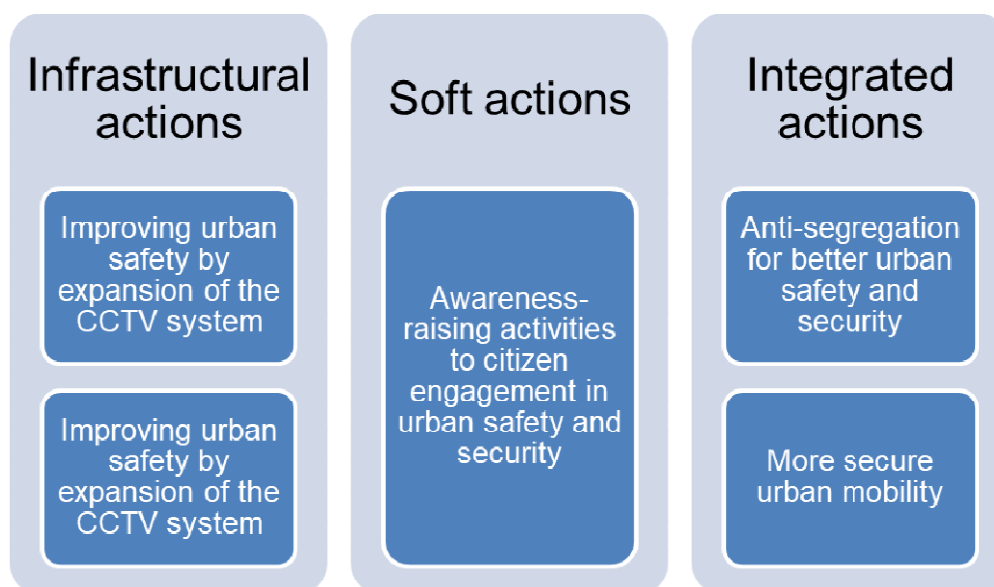 Infrastructural
actions
Improving urban
safety by
expansion of the
CCTV system
Improving urban
safety by
expansion of the
CCTV system
Soft actions
Awareness-
raising activities
to citizen
engagement in
urban safety and
security
Integrated
actions
Anti-segregation
for better urban
safety and
security
More secure
urban mobility